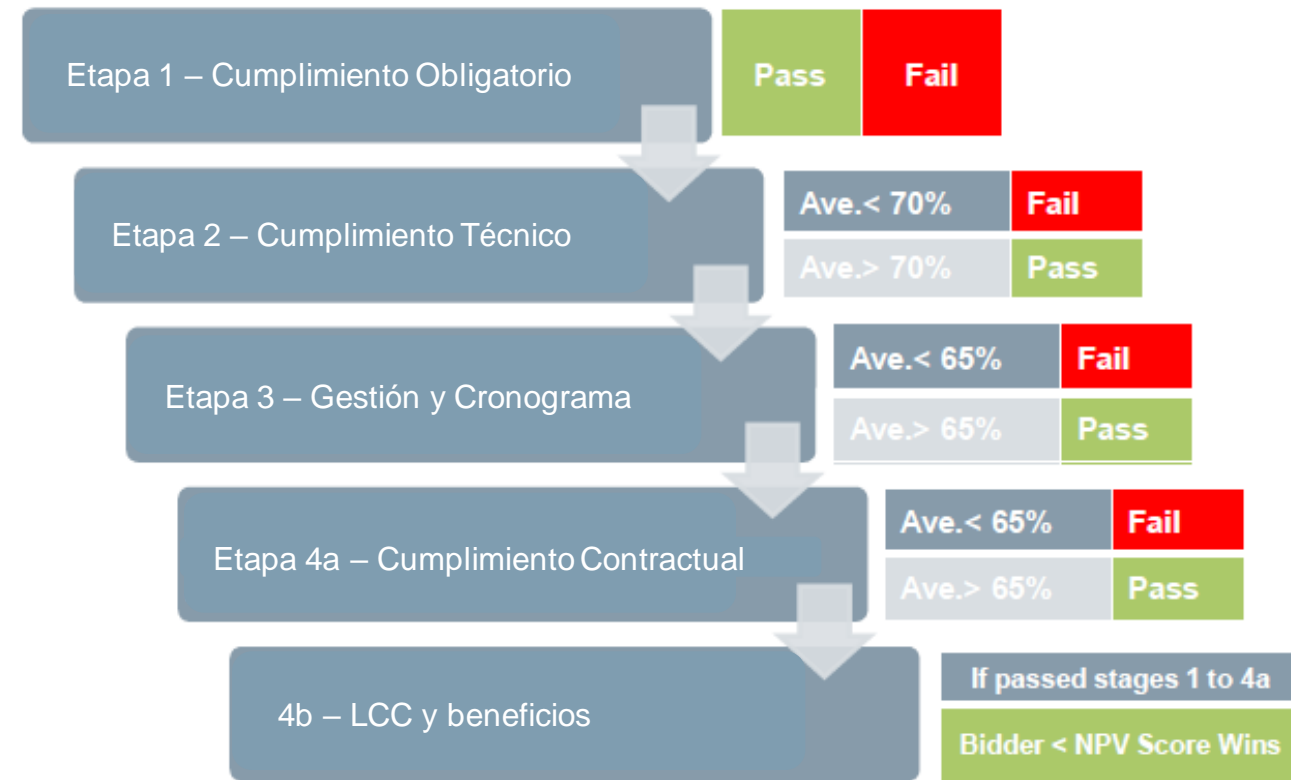 Etapa 1 – Cumplimiento Obligatorio
Pass
Fail
Etapa 2 – Cumplimiento Técnico
Ave.< 70%
Fail
Ave.> 70%
Pass
Etapa 3 – Gestión y Cronograma
Ave.< 65%
Fail
Ave.> 65%
Pass
Etapa 4a – Cumplimiento Contractual
Ave.< 65%
Fail
Ave.> 65%
Pass
4b – LCC y beneficios
If passed stages 1 to 4a
Bidder < NPV Score Wins